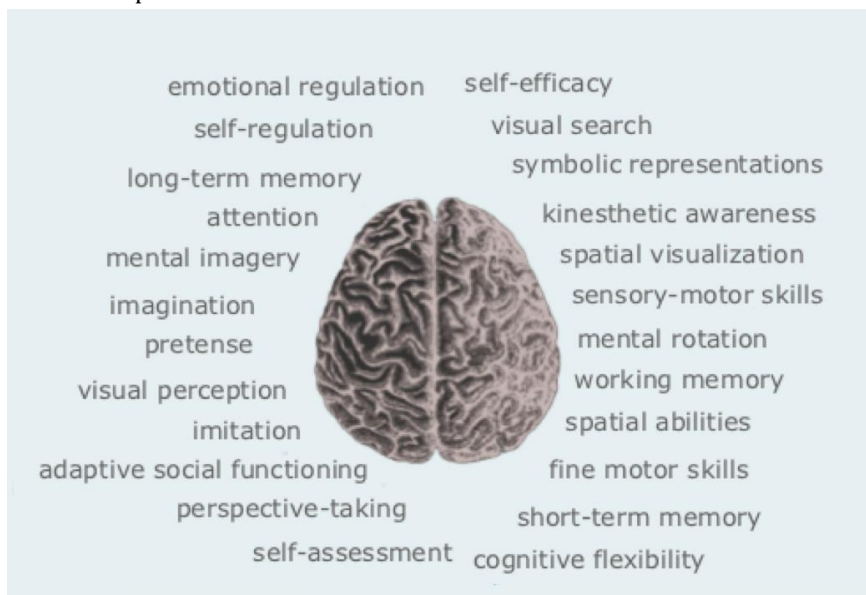 emotional regulation
self-efficacy
self-regulation
visual search
long-term memory
symbolic representations
attention
kinesthetic awareness
mental imagery
spatial visualization
imagination
sensory-motor skills
pretense
mental rotation
visual perception
working memory
imitation
spatial abilities
adaptive social functioning
fine motor skills
perspective-taking
short-term memory
self-assessment
cognitive flexibility